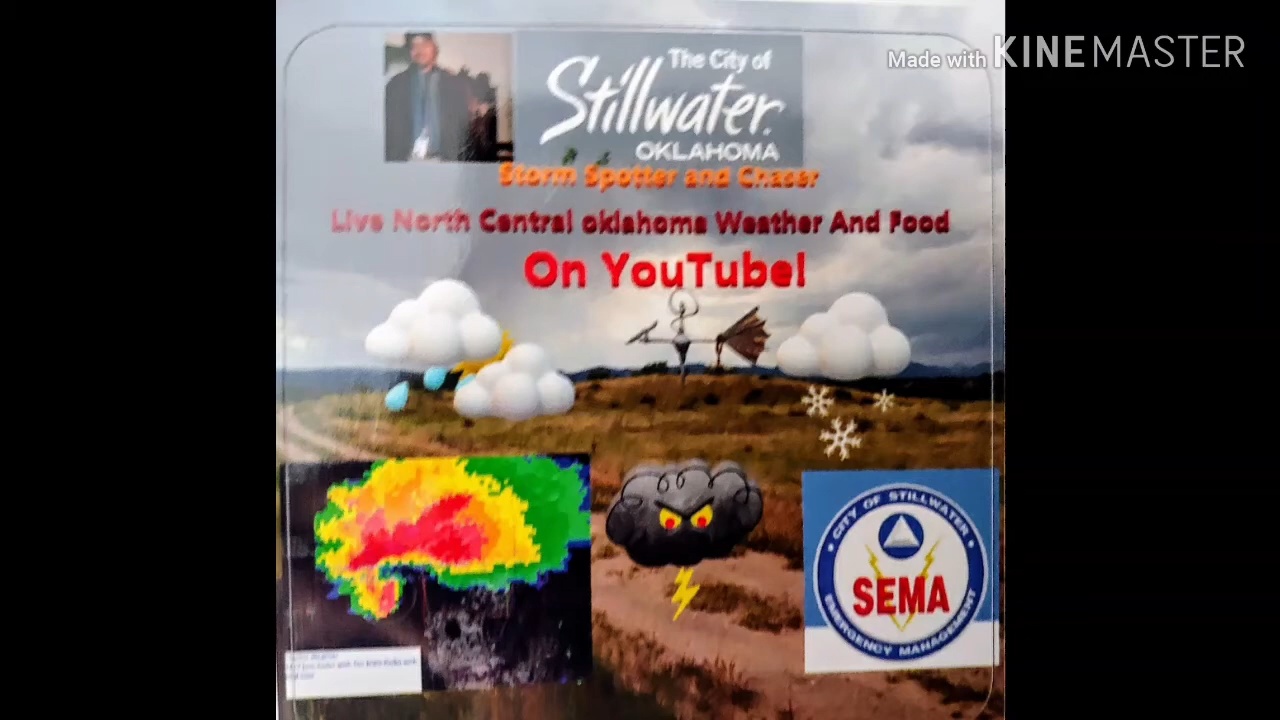 Made with KINEMASTER
The City of
Stillwater
OKLAHOMA
Storm Spotter and Chaser
Live North Central oklahoma Weather And Food
On YouTube!
CITY OF STILLWATER
SEMA
EMERGENCY MANAGEMENT